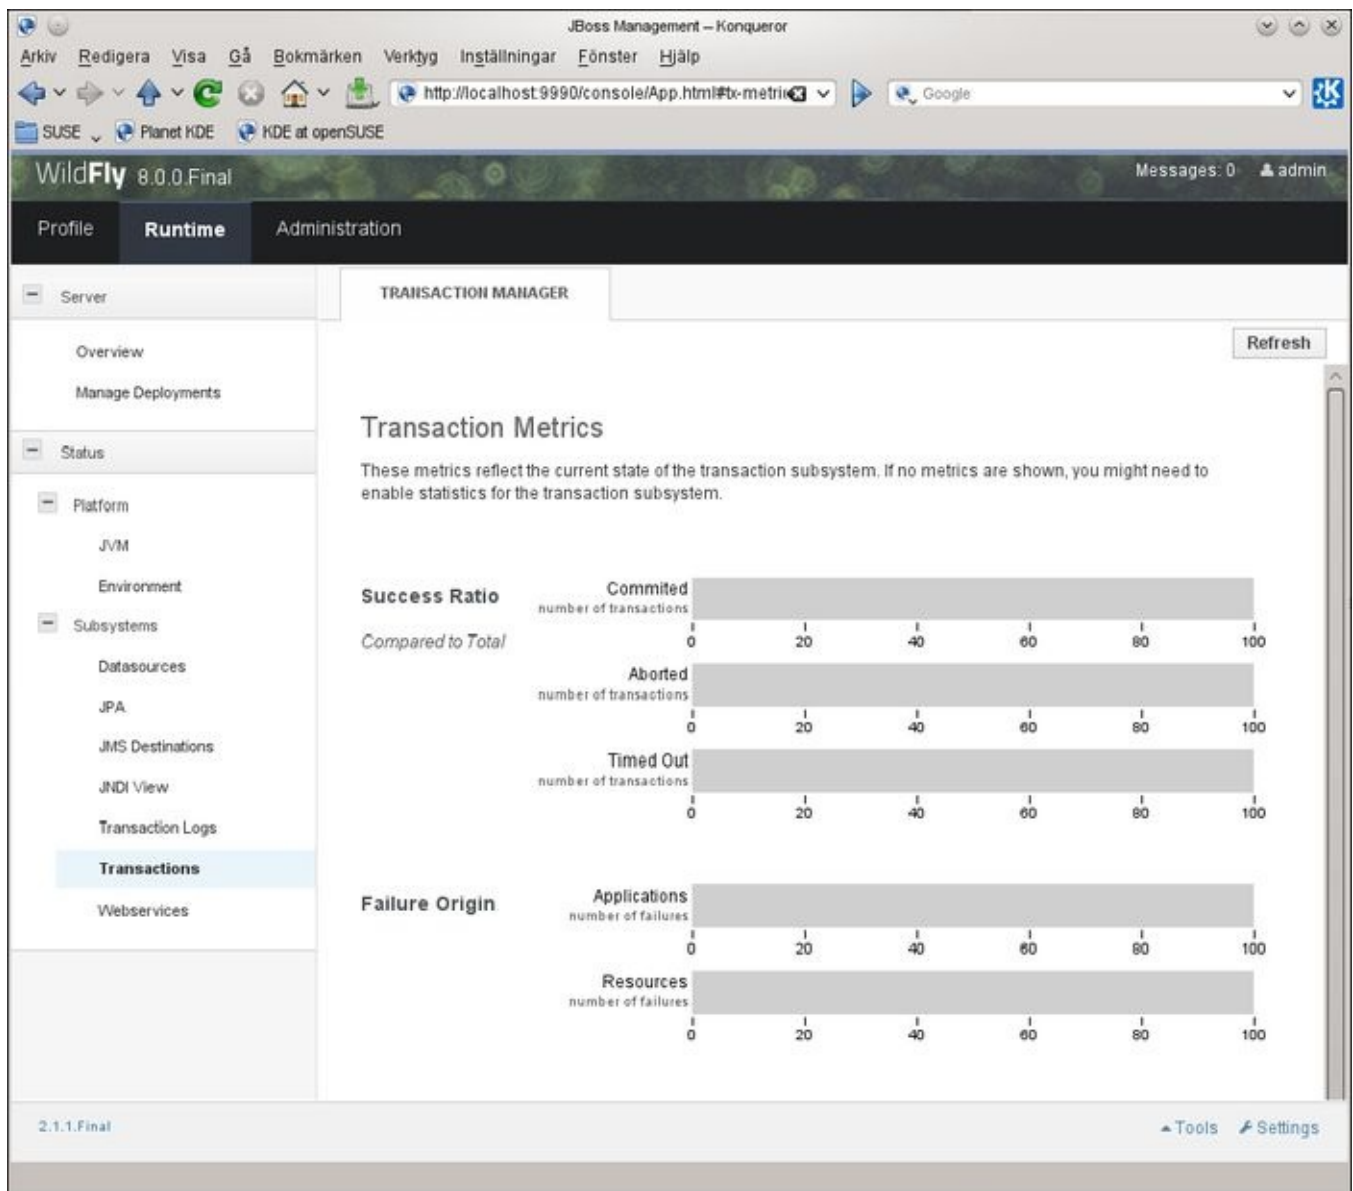 JBoss Management – Konqueror
Arkiv Redigera Visa Gå Bokmärken Verktyg Inställningar Fönster Hjälp
http://localhost:9990/console/App.html#tx-metri
Google
SUSE Planet KDE KDE at openSUSE
WildFly 8.0.0.Final
Messages: 0 admin
Profile Runtime Administration
Server
Overview
Manage Deployments
Status
Platform
JVM
Environment
Subsystems
Datasources
JPA
JMS Destinations
JNDI View
Transaction Logs
Transactions
Webservices
TRANSACTION MANAGER
Refresh
Transaction Metrics
These metrics reflect the current state of the transaction subsystem. If no metrics are shown, you might need to
enable statistics for the transaction subsystem.
Success Ratio
Compared to Total
Commited
number of transactions
0 20 40 60 80 100
Aborted
number of transactions
0 20 40 60 80 100
Timed Out
number of transactions
0 20 40 60 80 100
Failure Origin
Applications
number of failures
0 20 40 60 80 100
Resources
number of failures
0 20 40 60 80 100
2.1.1.Final
Tools Settings